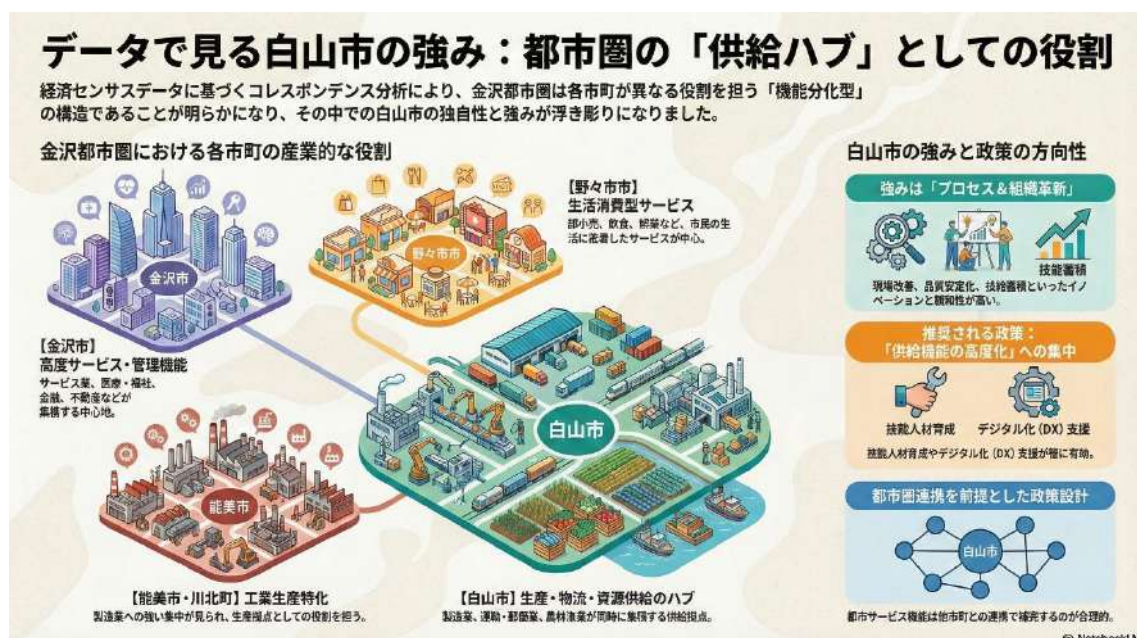 データで見る白山市の強み：都市圏の「供給ハブ」としての役割
経済センサスデータに基づくコレスポンデンス分析により、金沢都市圏は各市町が異なる役割を担う「機能分化型」
の構造であることが明らかになり、その中での白山市の独自性と強みが浮き彫りになりました。
金沢都市圏における各市町の産業的な役割
金沢市
【金沢市】
高度サービス・管理機能
サービス業、医療・福祉、
金融、不動産などが
集積する中心地。
野々市市
【野々市市】
生活消費型サービス
小売、飲食、など、市民の生
活に密着したサービスが中心。
能美市
【能美市・川北町】工業生産特化
製造業への強い集中が見られ、生産拠点としての役割を担う。
白山市
【白山市】生産・物流・資源供給のハブ
製造業、運輸・郵便業、農林漁業が同時に集積する供給拠点。
白山市の強みと政策の方向性
強みは「プロセス＆組織革新」
技能蓄積
現場改善、品質安定化、技能蓄積といったイノ
ベーションと親和性が高い。
推奨される政策：
「供給機能の高度化」への集中
技能人材育成
デジタル化（DX）支援
技能人材育成やデジタル化（DX）支援が特に有効。
都市圏連携を前提とした政策設計
白山市
都市サービス機能は他市町との連携で補完するのが合理的。